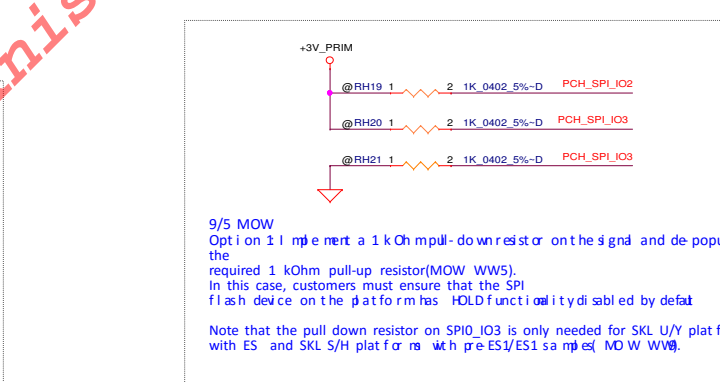 nis
+3V_PRIM
@RH19 1 2 1K_0402_5%~D PCH_SPI_IO2
@RH20 1 2 1K_0402_5%~D PCH_SPI_IO3
@RH21 1 2 1K_0402_5%~D PCH_SPI_IO3
9/5 MOW
Option 1: Implement a 1 kOhm pull-down resistor on the signal and de-popu
the
required 1 kOhm pull-up resistor(MOW WW5).
In this case, customers must ensure that the SPI
flash device on the platform has HOLD functionality disabled by default
Note that the pull down resistor on SPI0_IO3 is only needed for SKL U/Y platf
with ES and SKL S/H platforms with pre-ES1/ES1 samples( MOW WW9).